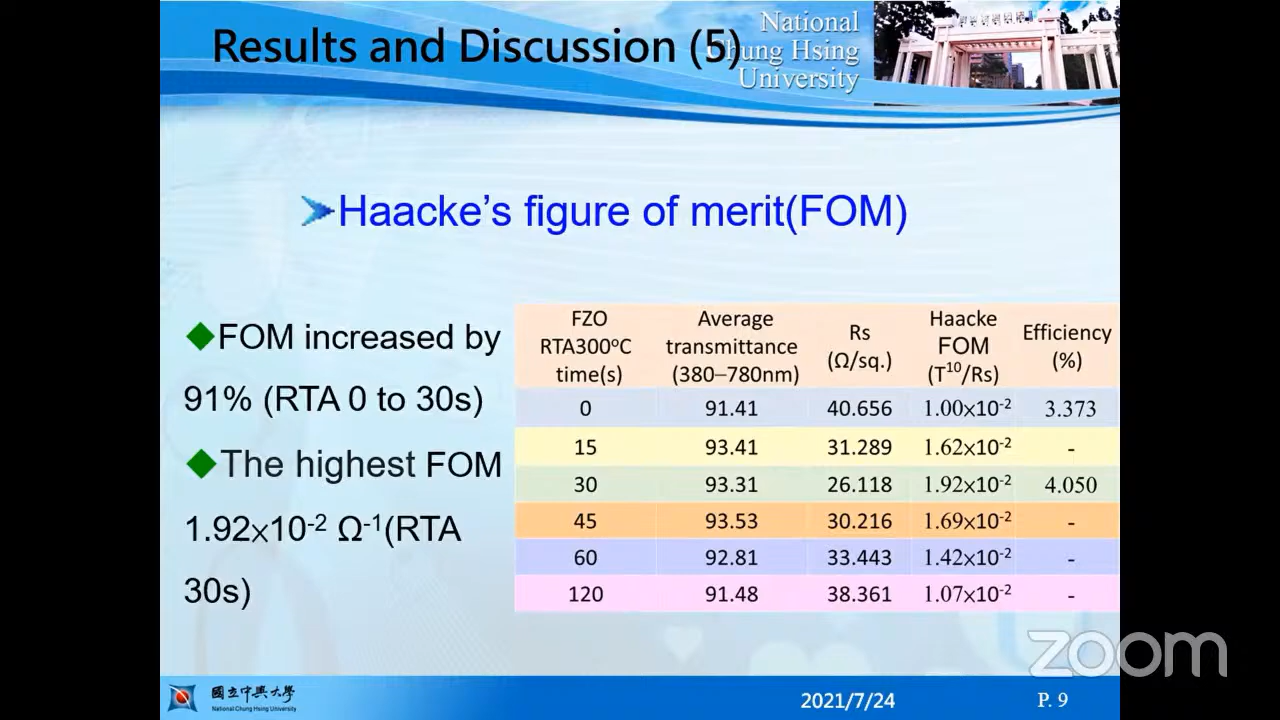 Results and Discussion (5)
National
Chung Hsing
University
Haacke’s figure of merit(FOM)
FOM increased by
91% (RTA 0 to 30s)
The highest FOM
1.92×10-2 Ω-1(RTA
30s)
FZO RTA300oC time(s) Average transmittance (380–780nm) Rs (Ω/sq.) Haacke FOM (T10/Rs) Efficiency (%)
0 91.41 40.656 1.00×10-2 3.373
15 93.41 31.289 1.62×10-2 -
30 93.31 26.118 1.92×10-2 4.050
45 93.53 30.216 1.69×10-2 -
60 92.81 33.443 1.42×10-2 -
120 91.48 38.361 1.07×10-2 -
zoom
國立中興大學
National Chung Hsing University
2021/7/24
P. 9